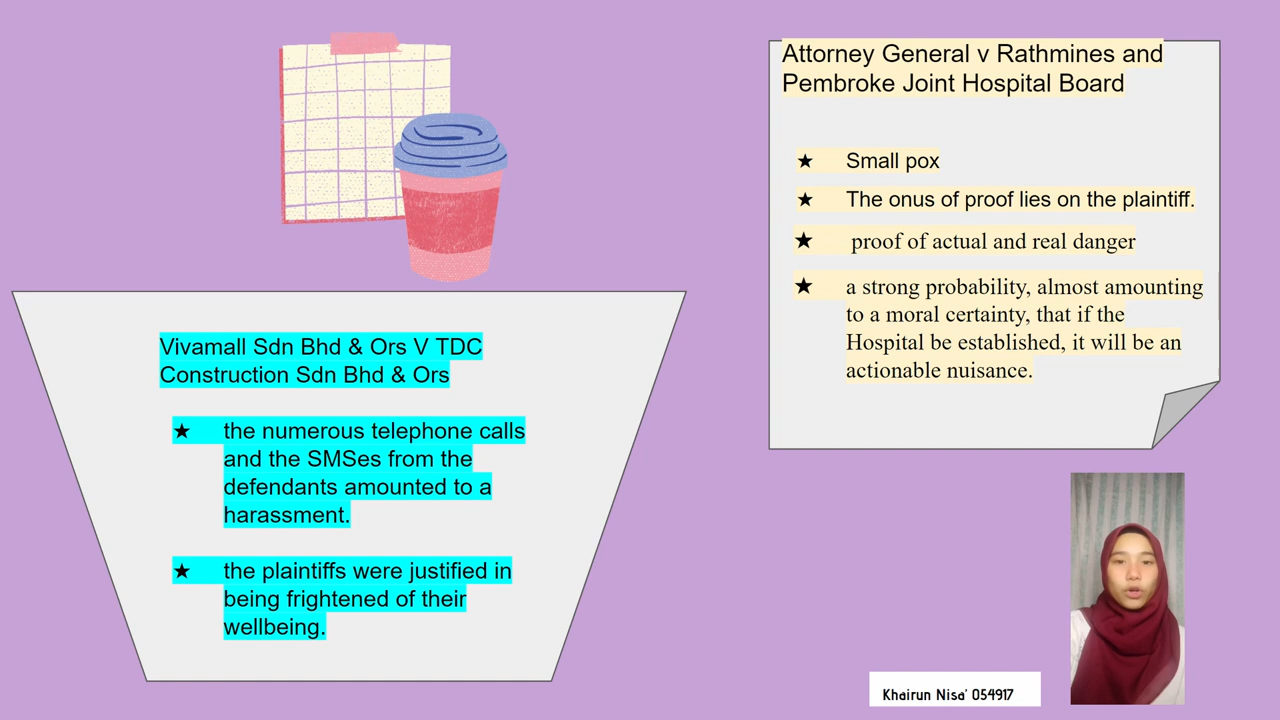 Attorney General v Rathmines and
Pembroke Joint Hospital Board
★ Small pox
★ The onus of proof lies on the plaintiff.
★ proof of actual and real danger
★ a strong probability, almost amounting
to a moral certainty, that if the
Hospital be established, it will be an
actionable nuisance.
Vivamall Sdn Bhd & Ors V TDC
Construction Sdn Bhd & Ors
★ the numerous telephone calls
and the SMSes from the
defendants amounted to a
harassment.
★ the plaintiffs were justified in
being frightened of their
wellbeing.
Khairun Nisa' 054917